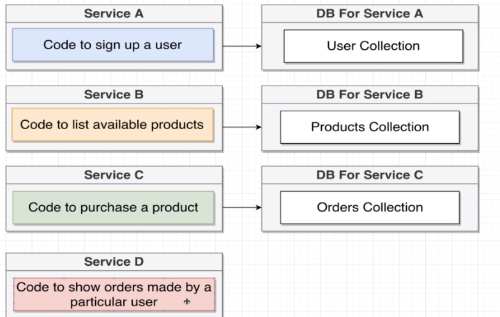 Service A
DB For Service A
Code to sign up a user
User Collection
Service B
DB For Service B
Code to list available products
Products Collection
Service C
DB For Service C
Code to purchase a product
Orders Collection
Service D
Code to show orders made by a
particular user